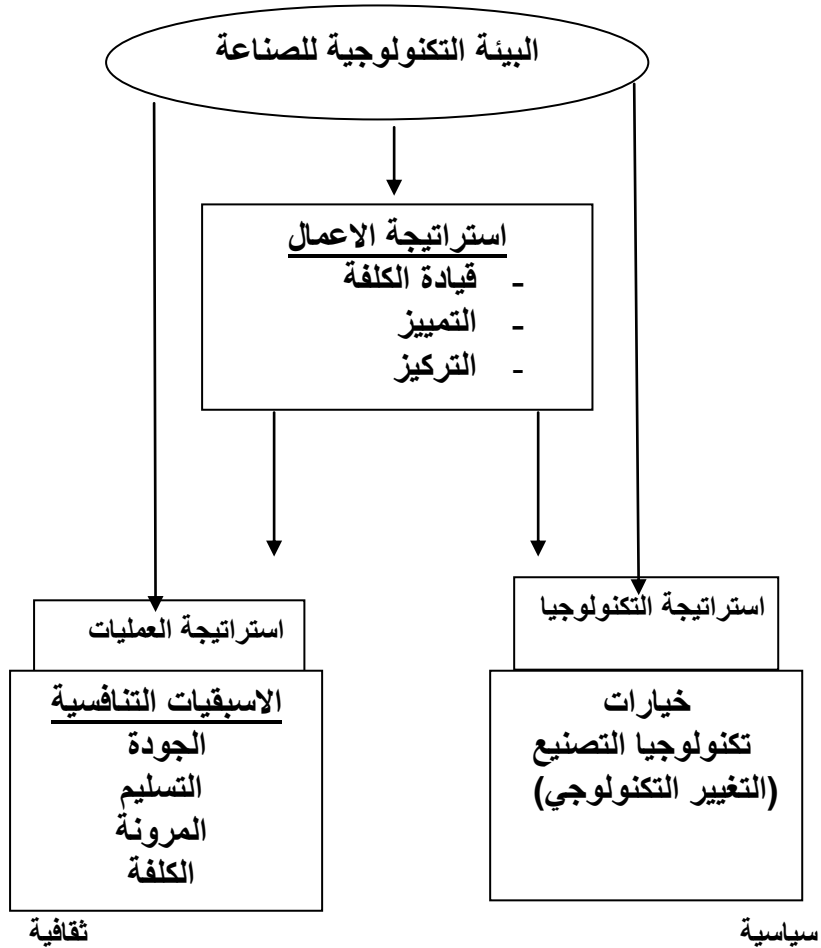 البيئة التكنولوجية للصناعة
استراتيجة الاعمال
- قيادة الكلفة
- التمييز
- التركيز
استراتيجة التكنولوجيا
استراتيجة العمليات
خيارات
تكنولوجيا التصنيع
(التغيير التكنولوجي)
الاسبقيات التنافسية
الجودة
التسليم
المرونة
الكلفة
سياسية
ثقافية